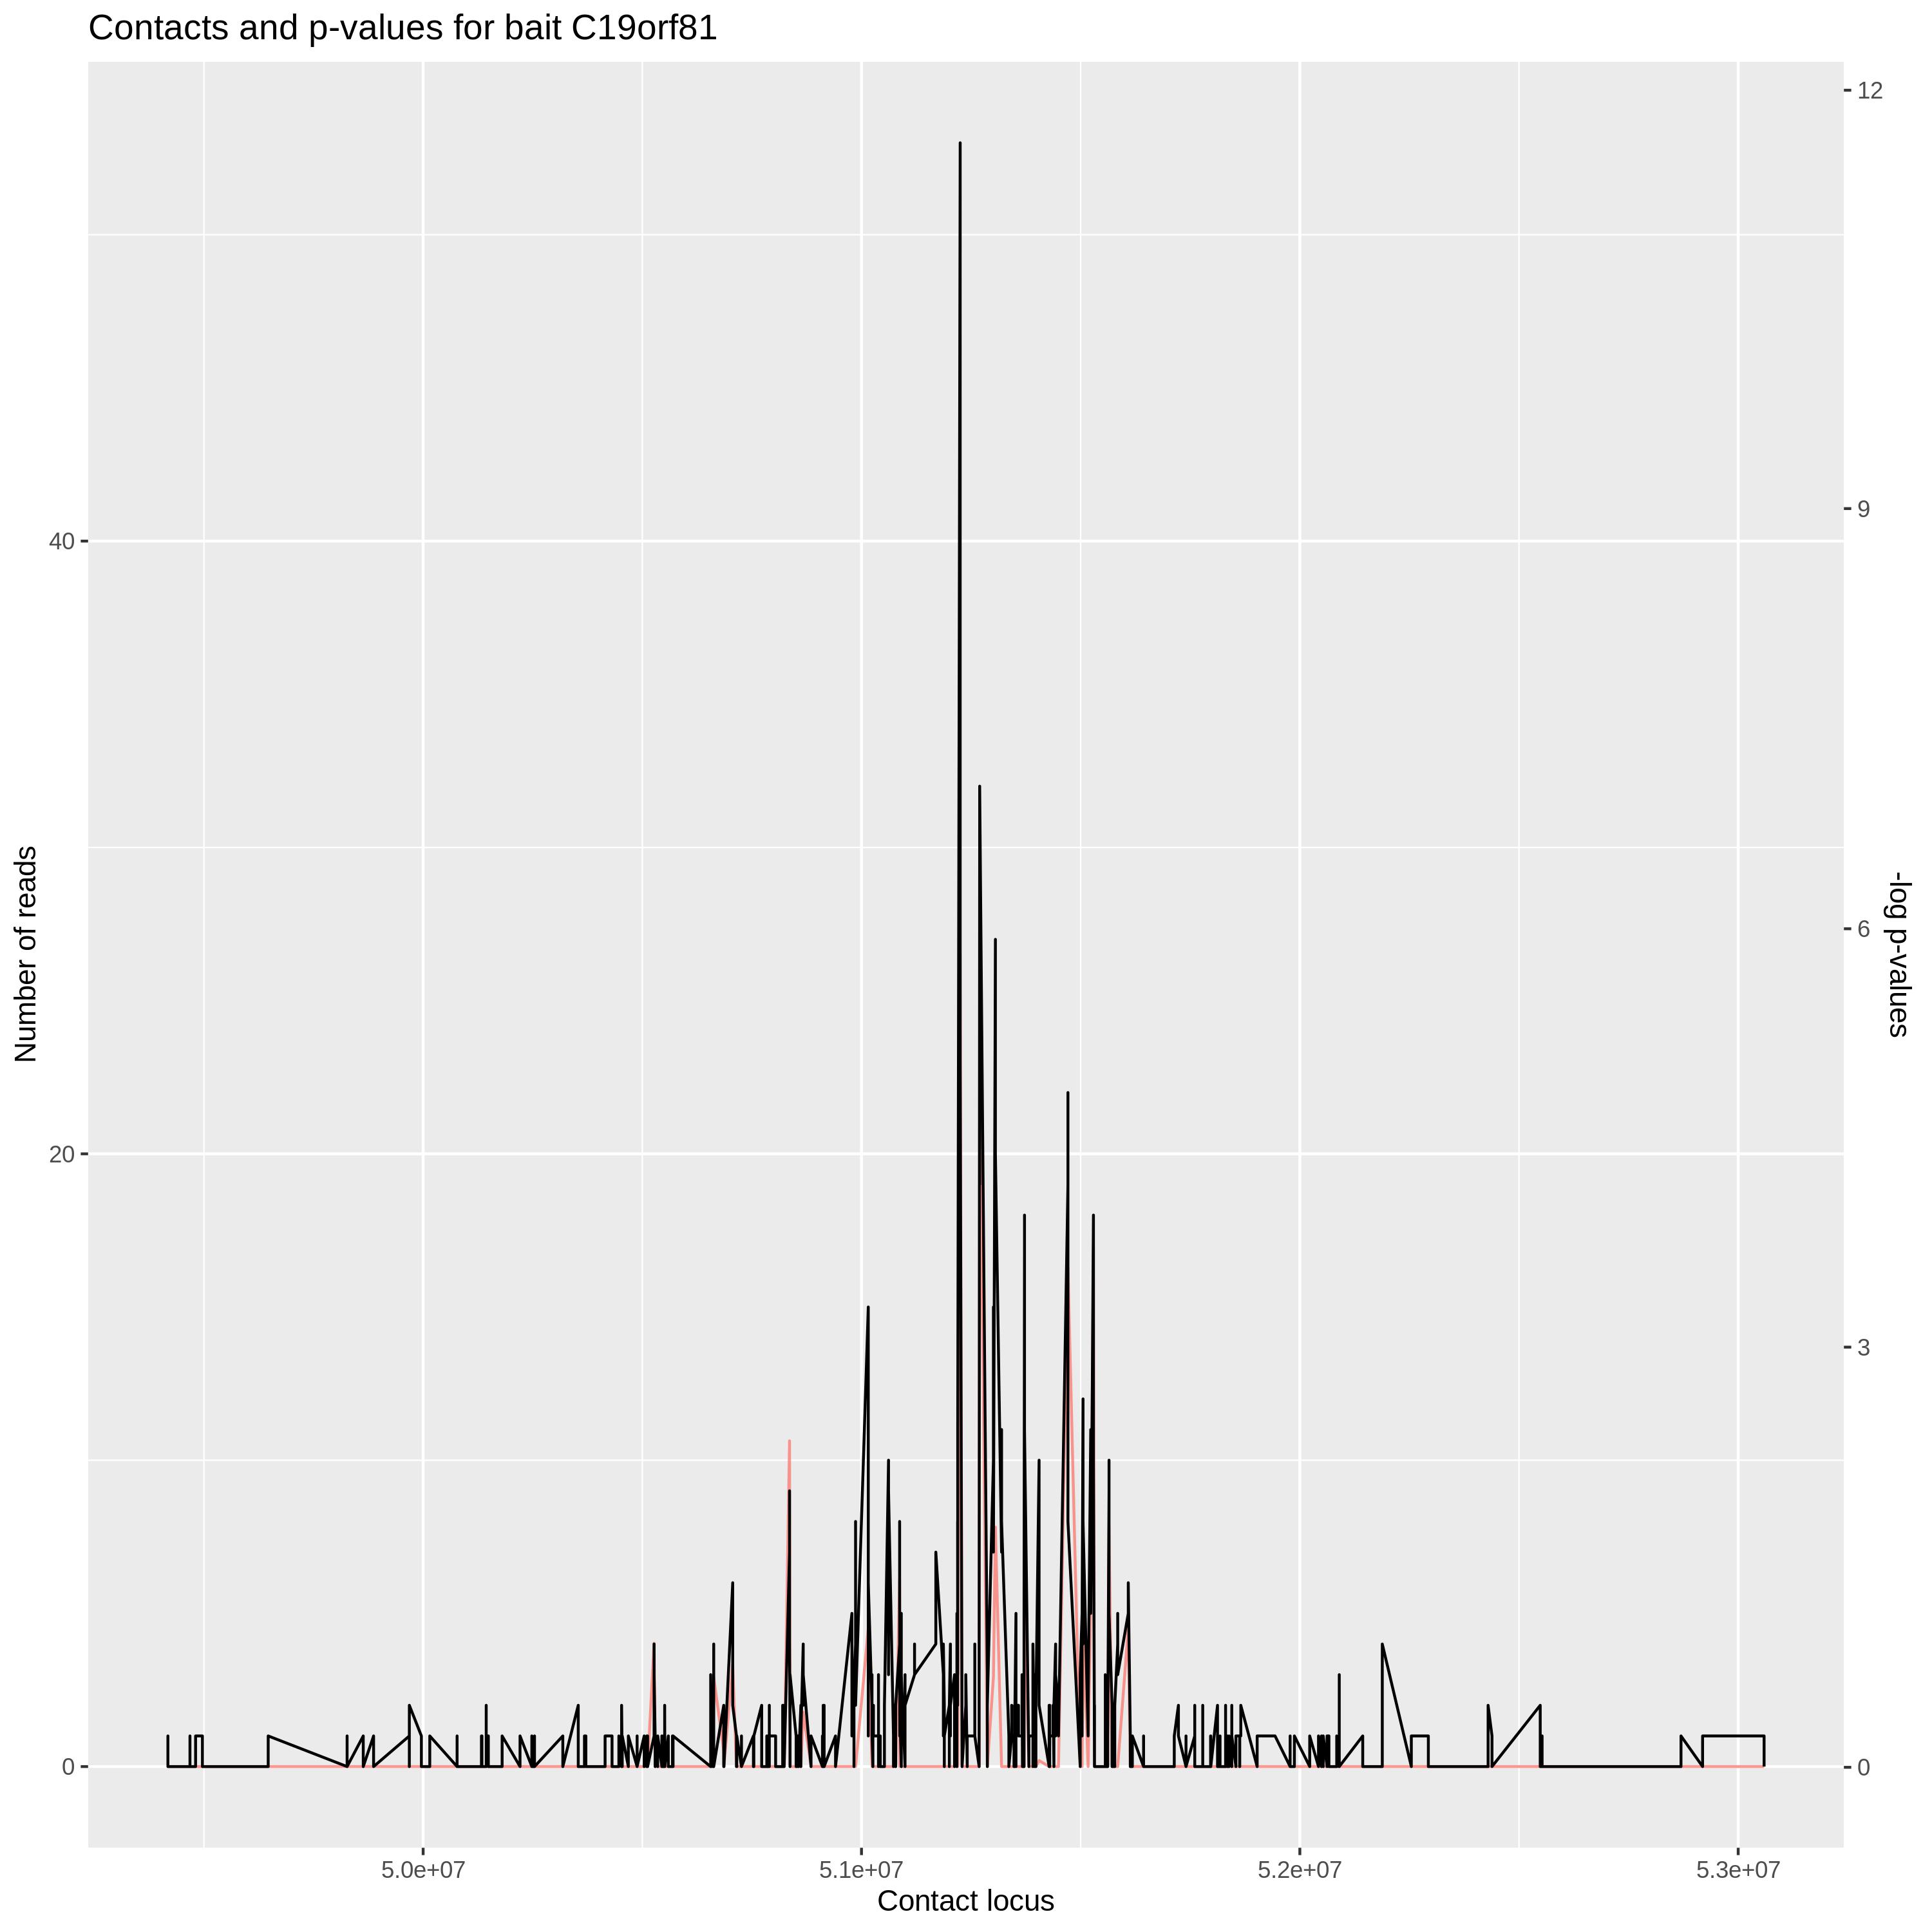 Contacts and p-values for bait C19orf81
12
9
6
3
0
40
20
0
Number of reads
-log p-values
5.0e+07 5.1e+07 5.2e+07 5.3e+07
Contact locus